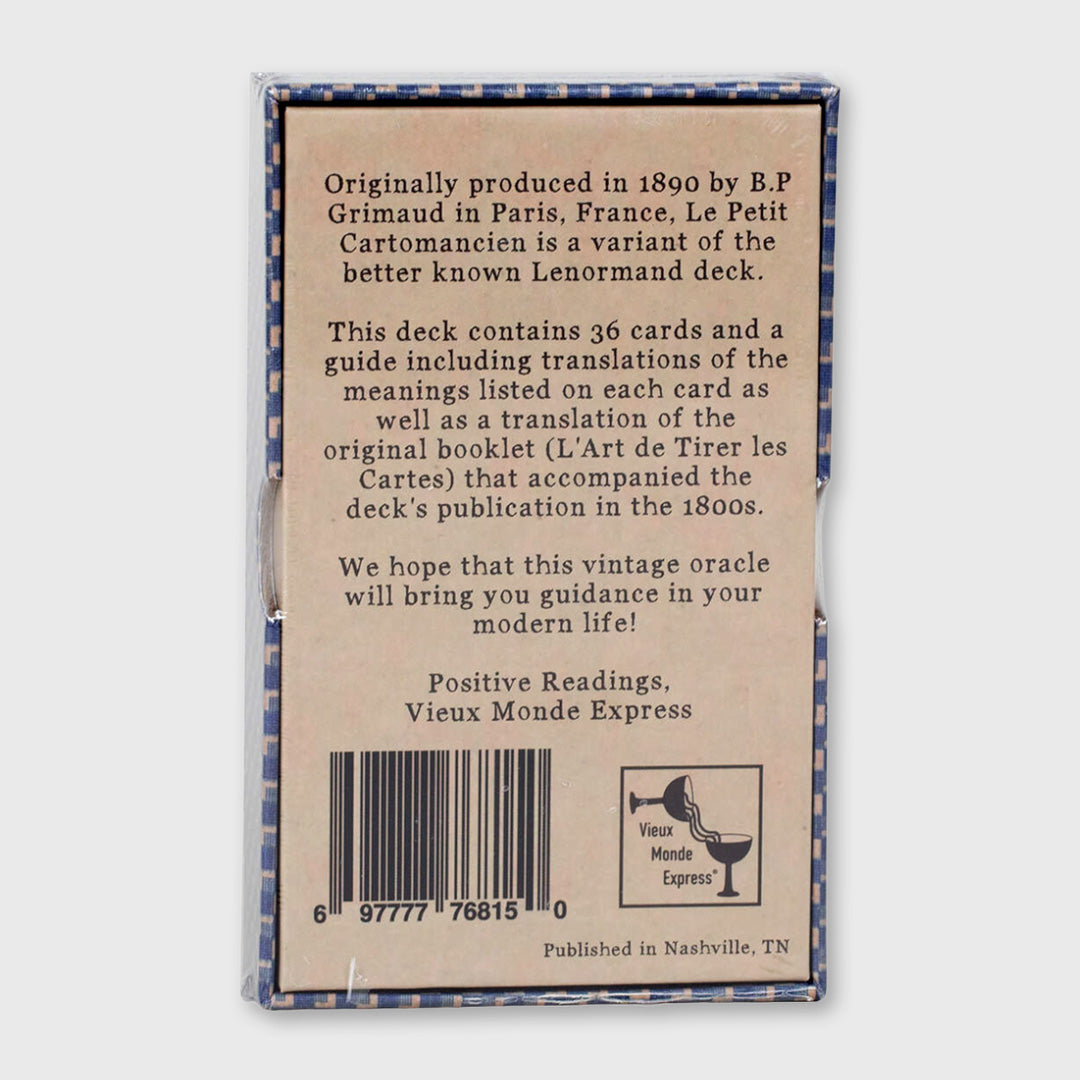 Originally produced in 1890 by B.P
Grimaud in Paris, France, Le Petit
Cartomancien is a variant of the
better known Lenormand deck.
This deck contains 36 cards and a
guide including translations of the
meanings listed on each card as
well as a translation of the
original booklet (L'Art de Tirer les
Cartes) that accompanied the
deck's publication in the 1800s.
We hope that this vintage oracle
will bring you guidance in your
modern life!
Positive Readings,
Vieux Monde Express
6 97777 76815 0
Vieux
Monde
Express®
Published in Nashville, TN